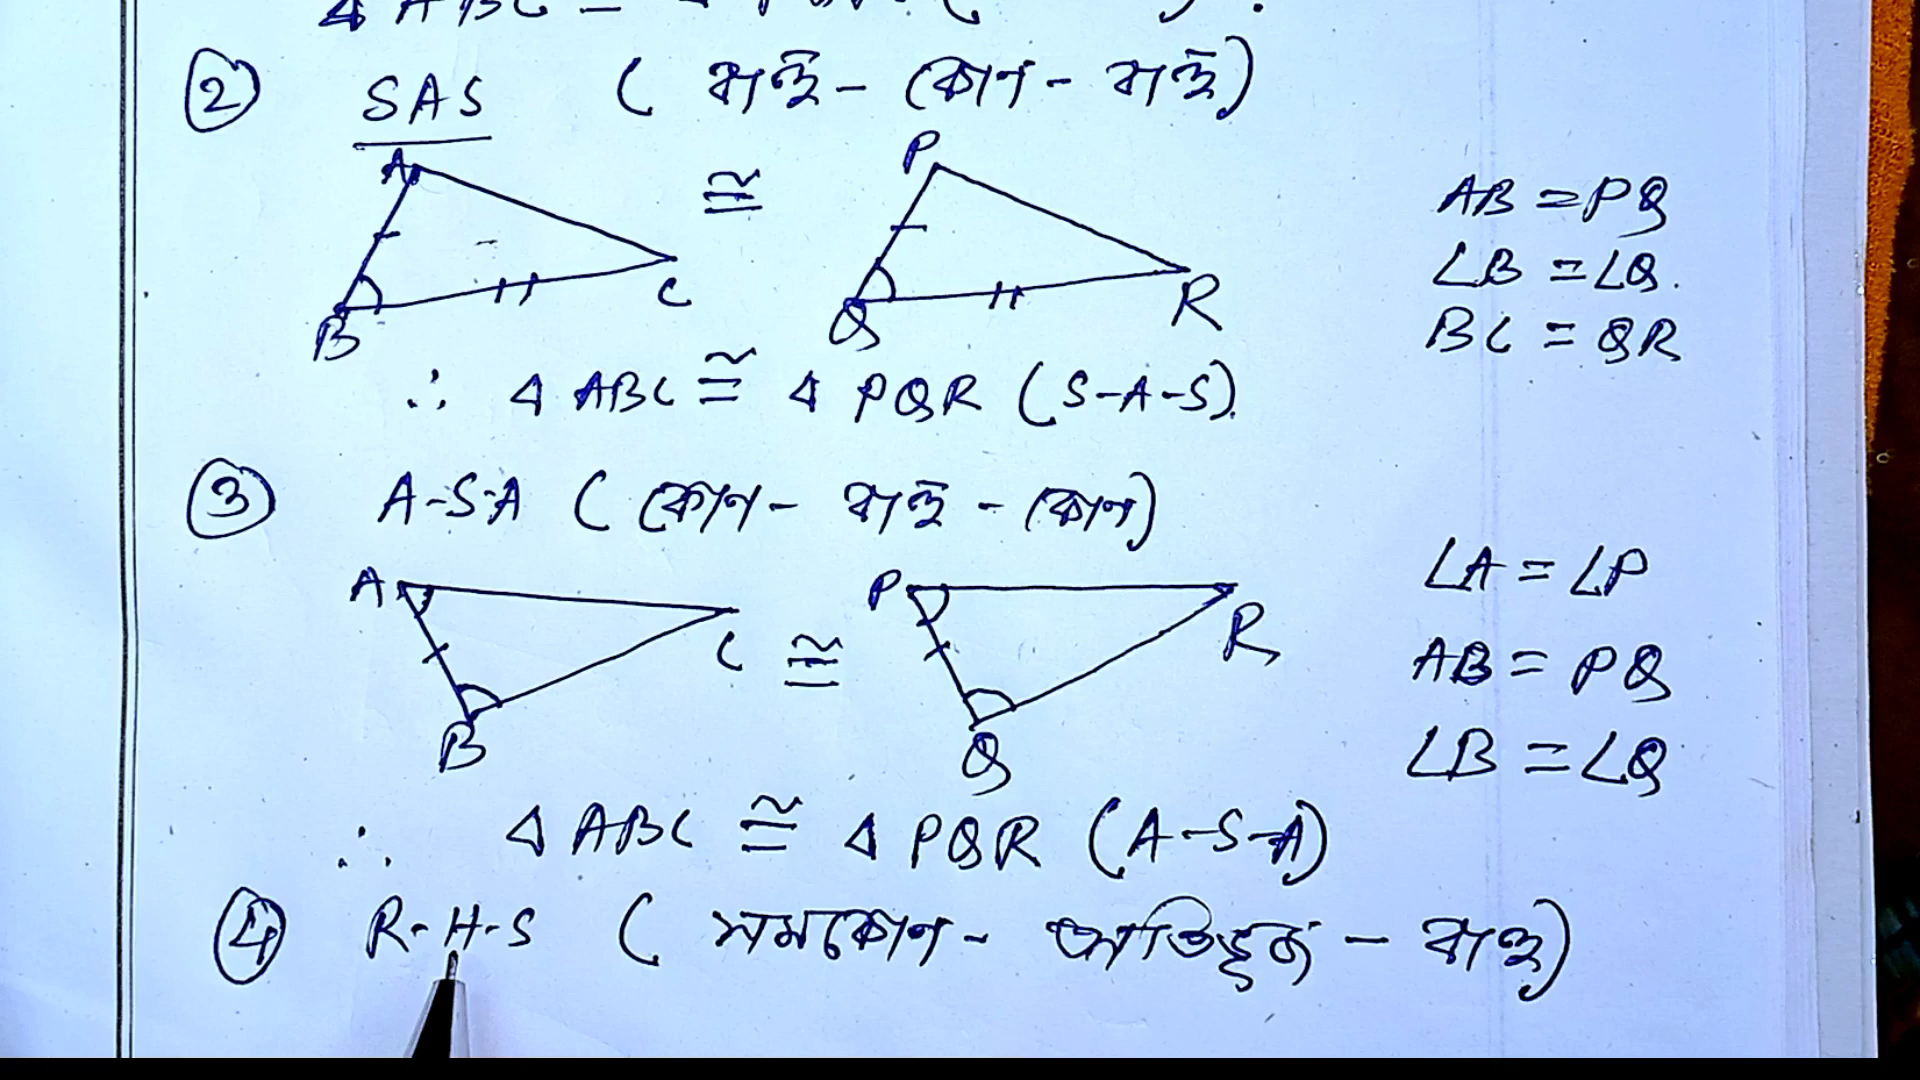 ② SAS ( বাহু - কোণ - বাহু)
A
B
C
≅
P
Q
R
AB = PQ
∠B = ∠Q.
BC = QR
∴ Δ ABC ≅ Δ PQR (S-A-S).
③ A-S-A ( কোণ - বাহু - কোণ)
A
B
C
≅
P
Q
R
∠A = ∠P
AB = PQ
∠B = ∠Q
∴ Δ ABC ≅ Δ PQR (A-S-A)
④ R-H-S ( সমকোণ - অতিভূজ - বাহু)